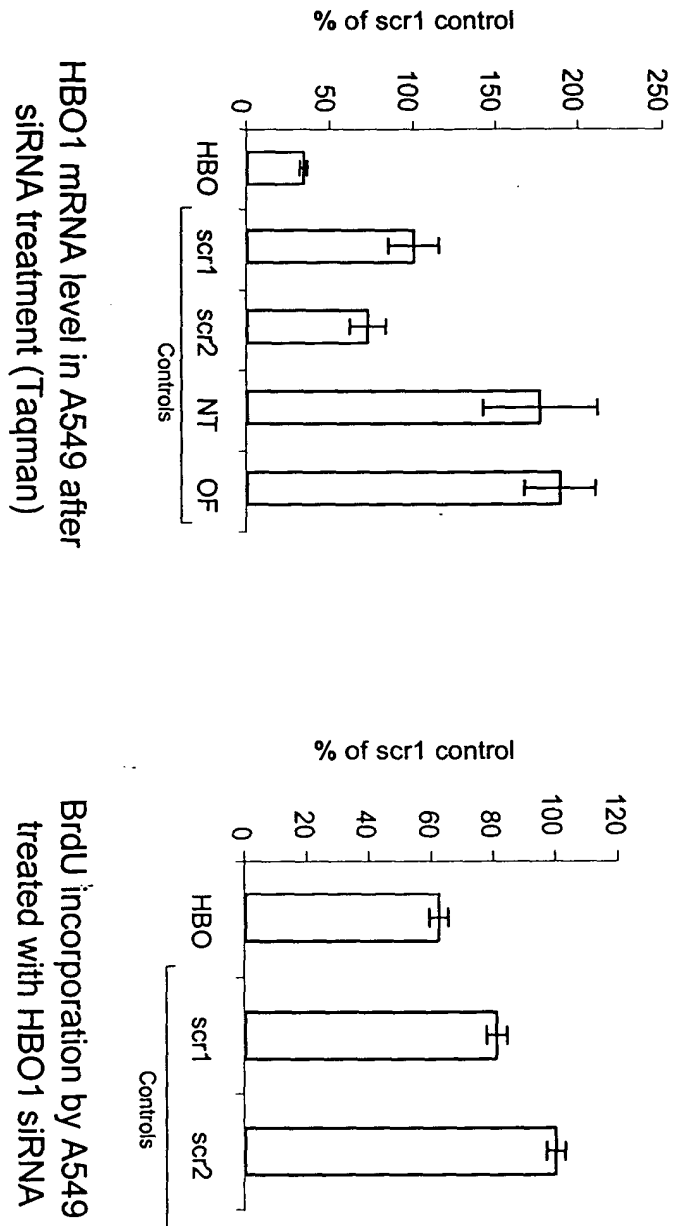 % of scr1 control
250
200
150
100
50
0
HBO
scr1
scr2
NT
OF
Controls
HBO1 mRNA level in A549 after
siRNA treatment (Taqman)
% of scr1 control
120
100
80
60
40
20
0
HBO
scr1
scr2
Controls
BrdU incorporation by A549
treated with HBO1 siRNA